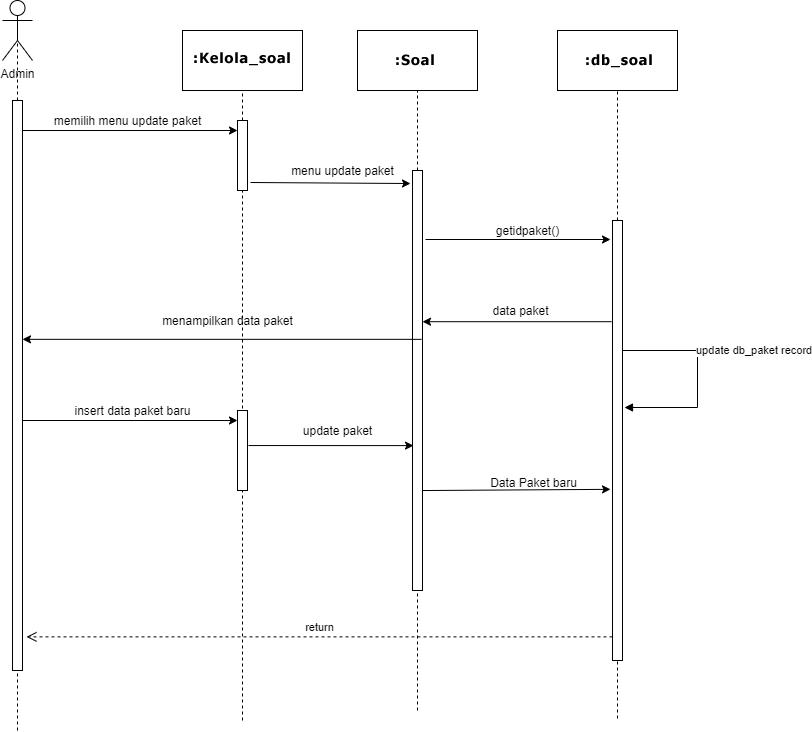 :Kelola_soal
:Soal
:db_soal
Admin
memilih menu update paket
menu update paket
getidpaket()
data paket
menampilkan data paket
update db_paket record
insert data paket baru
update paket
Data Paket baru
return